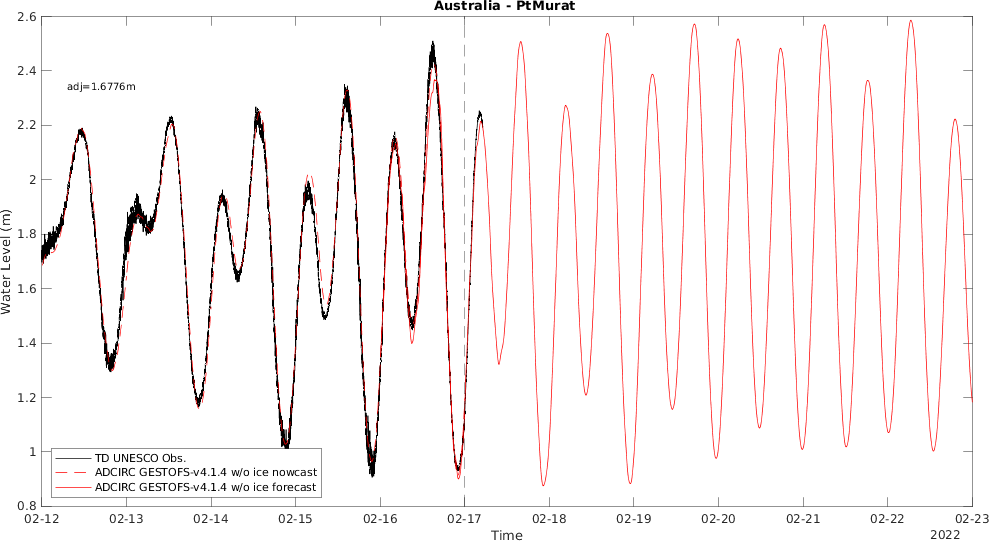 Australia - PtMurat
2.6
2.4
2.2
2
1.8
1.6
1.4
1.2
1
0.8
Water Level (m)
adj=1.6776m
TD UNESCO Obs.
ADCIRC GESTOFS-v4.1.4 w/o ice nowcast
ADCIRC GESTOFS-v4.1.4 w/o ice forecast
02-12 02-13 02-14 02-15 02-16 02-17 02-18 02-19 02-20 02-21 02-22 02-23
Time
2022